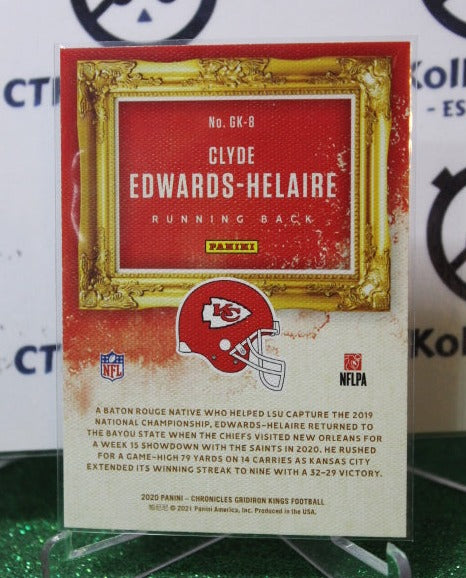 CT
Koll
- ES
No. GK-8
CLYDE
EDWARDS-HELAIRE
RUNNING BACK
PANINI
KC
NFL
NFLPA
CT
Kol
A BATON ROUGE NATIVE WHO HELPED LSU CAPTURE THE 2019
NATIONAL CHAMPIONSHIP, EDWARDS-HELAIRE RETURNED TO
THE BAYOU STATE WHEN THE CHIEFS VISITED NEW ORLEANS FOR
A WEEK 15 SHOWDOWN WITH THE SAINTS IN 2020. HE RUSHED
FOR A GAME-HIGH 79 YARDS ON 14 CARRIES AS KANSAS CITY
EXTENDED ITS WINNING STREAK TO NINE WITH A 32-29 VICTORY.
2020 PANINI – CHRONICLES GRIDIRON KINGS FOOTBALL
© 2021 Panini America, Inc. Produced in the USA.